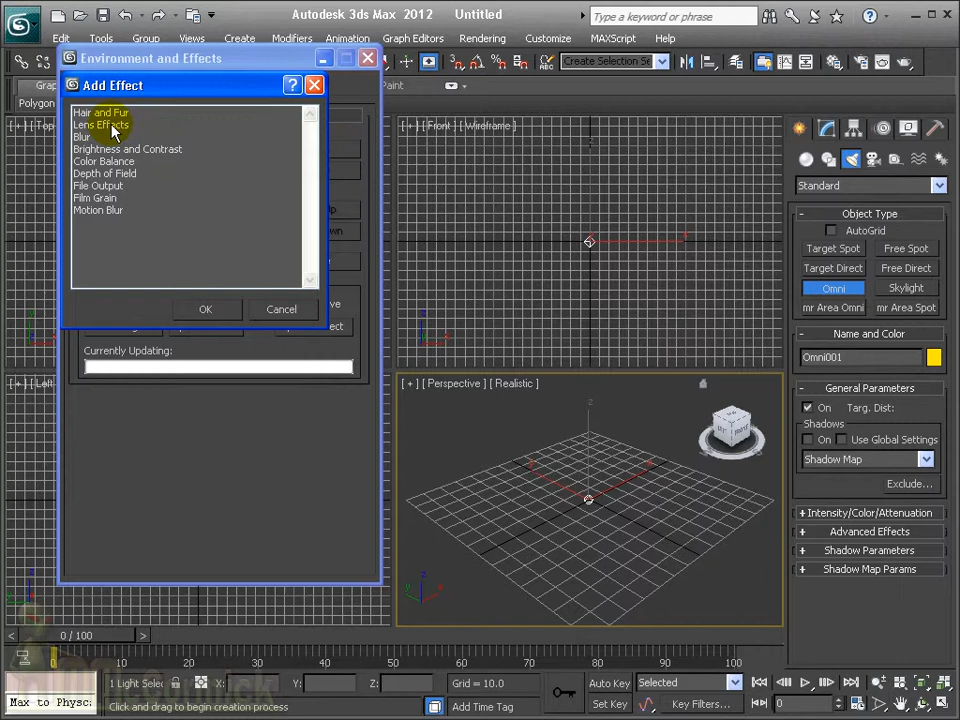 Autodesk 3ds Max 2012 Untitled
Type a keyword or phrase
Edit Tools Group Views Create Modifiers Animation Graph Editors Rendering Customize MAXScript Help
Create Selection Se
Environment and Effects
Add Effect
Hair and Fur
Lens Effects
Blur
Brightness and Contrast
Color Balance
Depth of Field
File Output
Film Grain
Motion Blur
OK Cancel
Currently Updating:
Polygon
Paint
[ + ] [ Top
[ + ] [ Front ] [ Wireframe ]
[ + ] [ Left
[ + ] [ Perspective ] [ Realistic ]
Standard
Object Type
AutoGrid
Target Spot Free Spot
Target Direct Free Direct
Omni Skylight
mr Area Omni mr Area Spot
Name and Color
Omni001
General Parameters
On Targ. Dist:
Shadows
On Use Global Settings
Shadow Map
Exclude...
Intensity/Color/Attenuation
Advanced Effects
Shadow Parameters
Shadow Map Params
< 0 / 100 >
0 10 20 30 40 50 60 70 80 90 100
1 Light Selec X: Y: Z: Grid = 10.0 Auto Key Selected
Max to Physc: Click and drag to begin creation process Add Time Tag Set Key Key Filters... 0